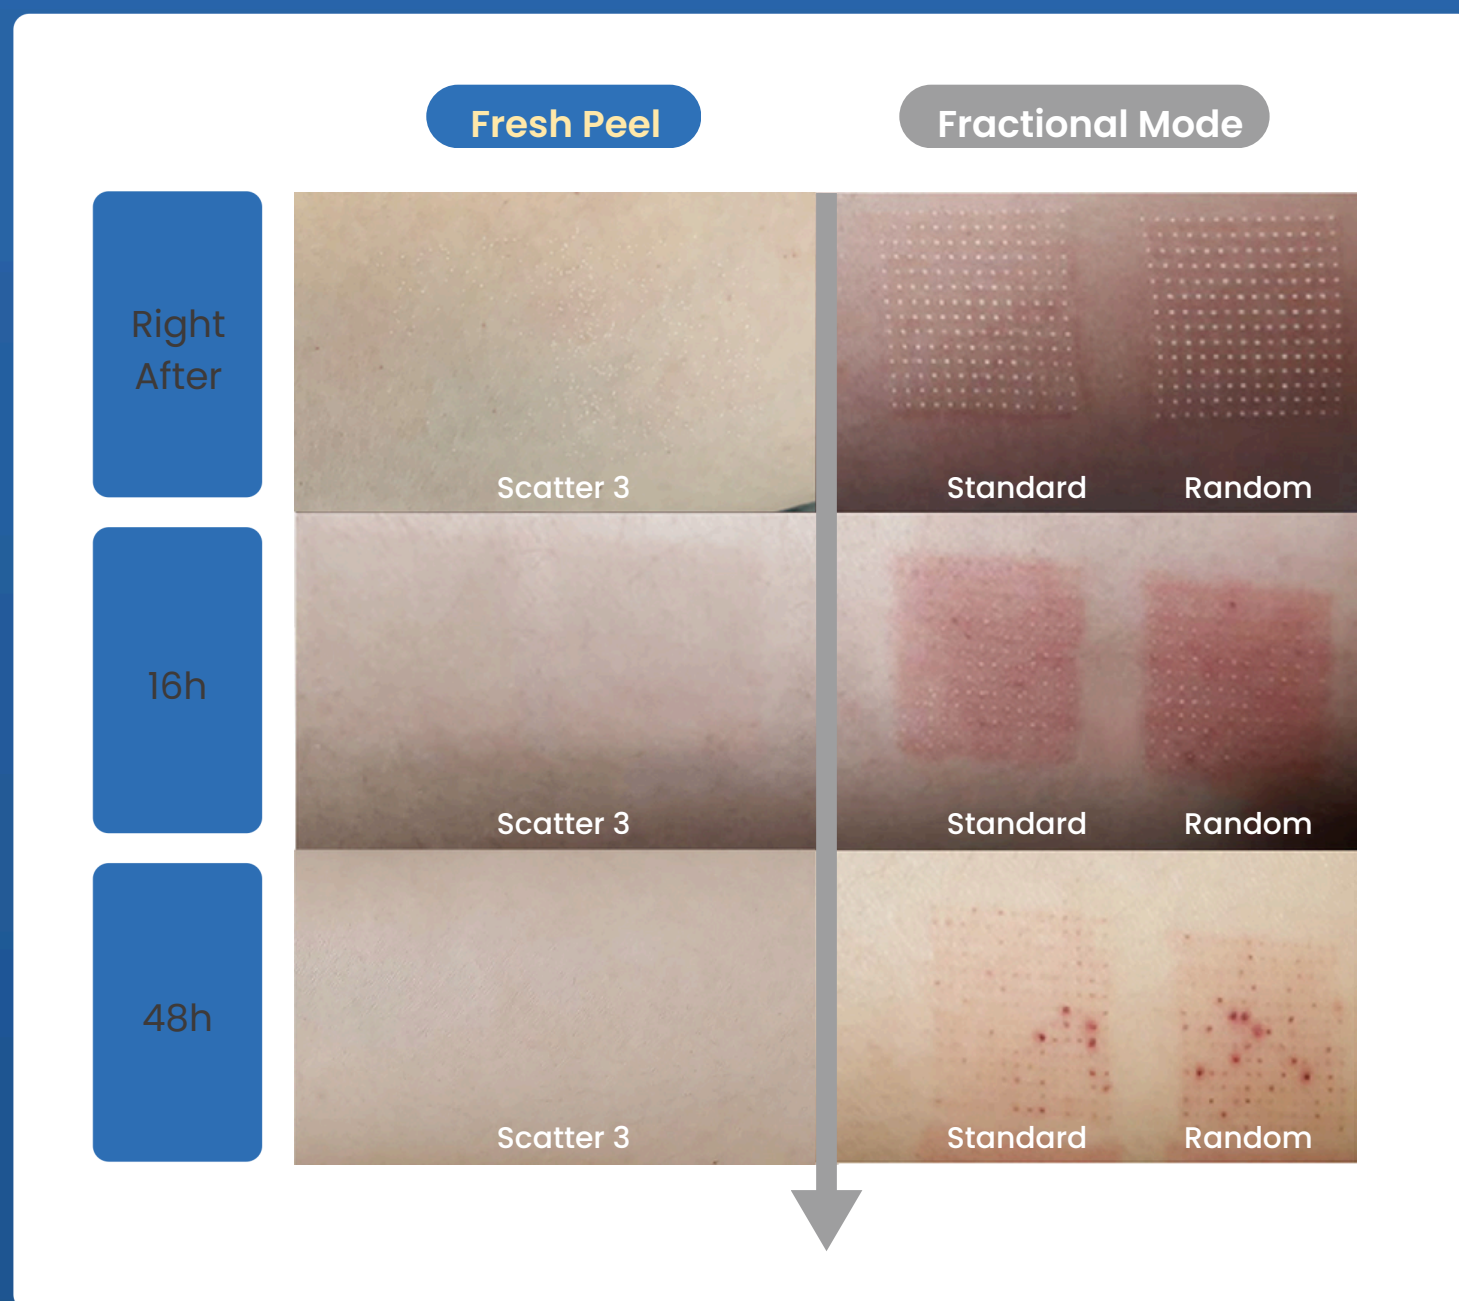 Fresh Peel
Fractional Mode
Right
After
Scatter 3
Standard
Random
16h
Scatter 3
Standard
Random
48h
Scatter 3
Standard
Random